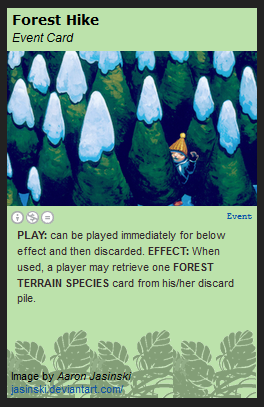 Forest Hike
Event Card
Event
PLAY: can be played immediately for below
effect and then discarded. EFFECT: When
used, a player may retrieve one FOREST
TERRAIN SPECIES card from his/her discard
pile.
Image by Aaron Jasinski
jasinski.deviantart.com/